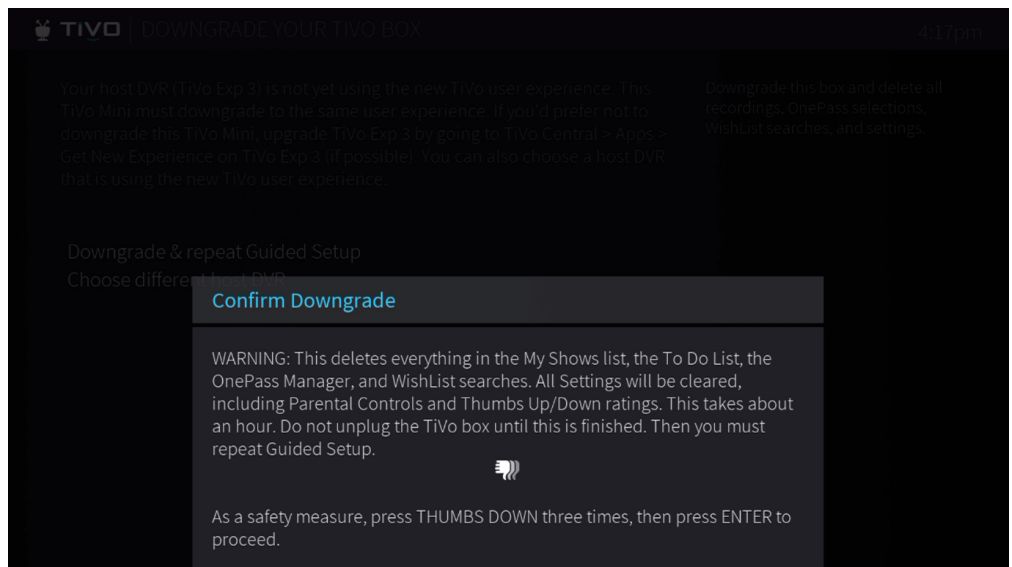 TiVo DOWNGRADE YOUR TIVO BOX 4:17pm
Your host DVR (TiVo Exp 3) is not yet using the new TiVo user experience. This
TiVo Mini must downgrade to the same user experience. If you'd prefer not to
downgrade this TiVo Mini, upgrade TiVo Exp 3 by going to TiVo Central > Apps >
Get New Experience on TiVo Exp 3 (if possible). You can also choose a host DVR
that is using the new TiVo user experience.
Downgrade this box and delete all
recordings, OnePass selections,
WishList searches, and settings.
Downgrade & repeat Guided Setup
Choose different host DVR
Confirm Downgrade
WARNING: This deletes everything in the My Shows list, the To Do List, the
OnePass Manager, and WishList searches. All Settings will be cleared,
including Parental Controls and Thumbs Up/Down ratings. This takes about
an hour. Do not unplug the TiVo box until this is finished. Then you must
repeat Guided Setup.
As a safety measure, press THUMBS DOWN three times, then press ENTER to
proceed.